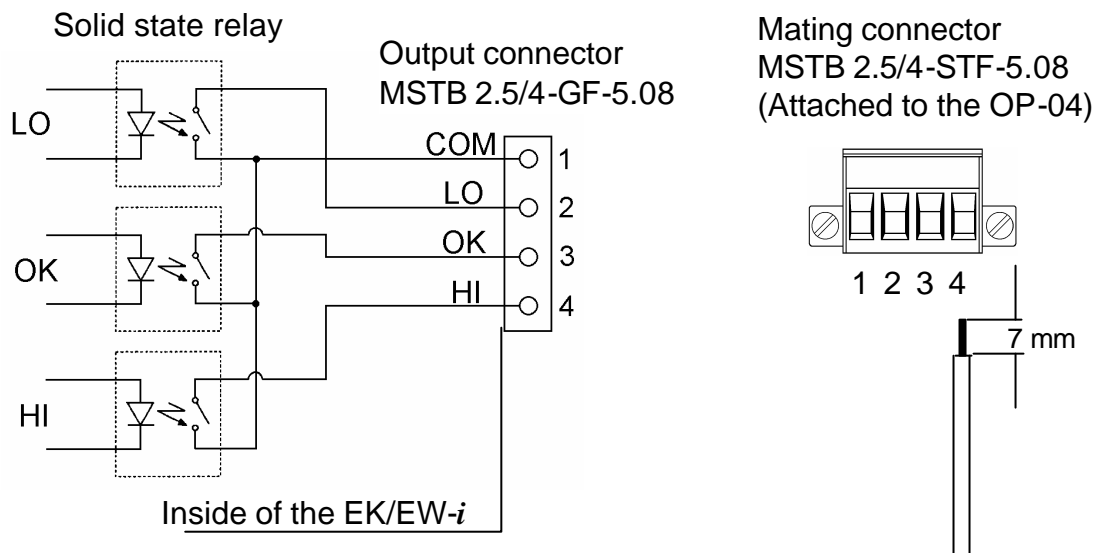 Solid state relay
Output connector
MSTB 2.5/4-GF-5.08
Mating connector
MSTB 2.5/4-STF-5.08
(Attached to the OP-04)
LO
OK
HI
COM 1
LO 2
OK 3
HI 4
1 2 3 4
7 mm
Inside of the EK/EW-i